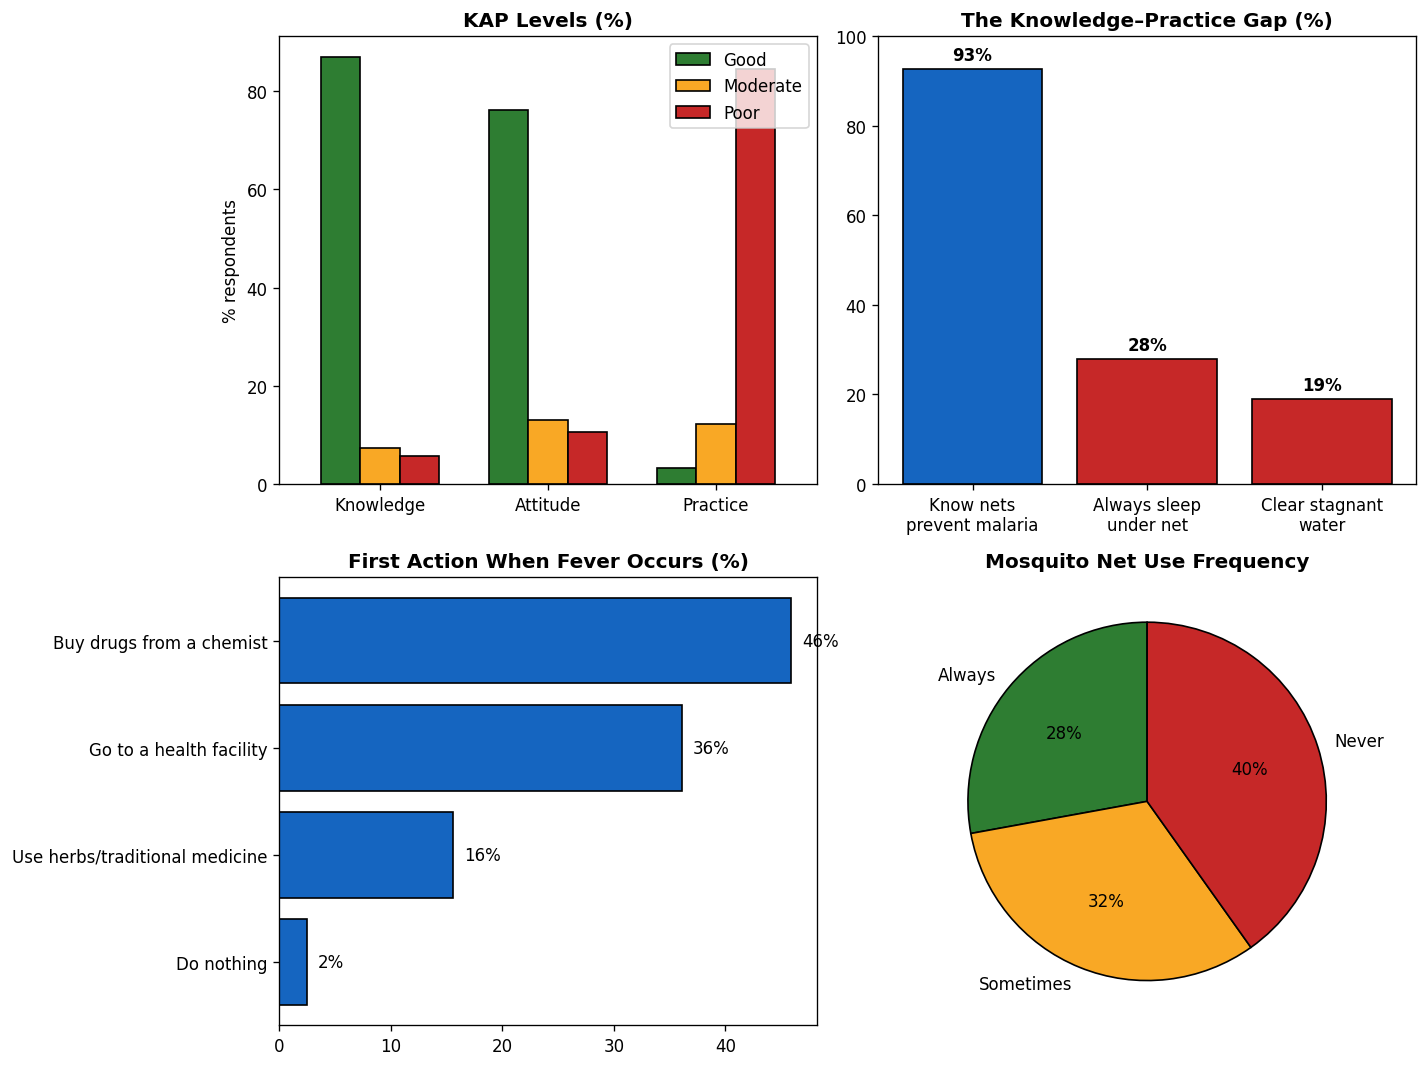 KAP Levels (%)
% respondents
80
60
40
20
0
Good
Moderate
Poor
Knowledge
Attitude
Practice
The Knowledge–Practice Gap (%)
100
80
60
40
20
0
93%
28%
19%
Know nets
prevent malaria
Always sleep
under net
Clear stagnant
water
First Action When Fever Occurs (%)
Buy drugs from a chemist
46%
Go to a health facility
36%
Use herbs/traditional medicine
16%
Do nothing
2%
0
10
20
30
40
Mosquito Net Use Frequency
Always
28%
Never
40%
32%
Sometimes